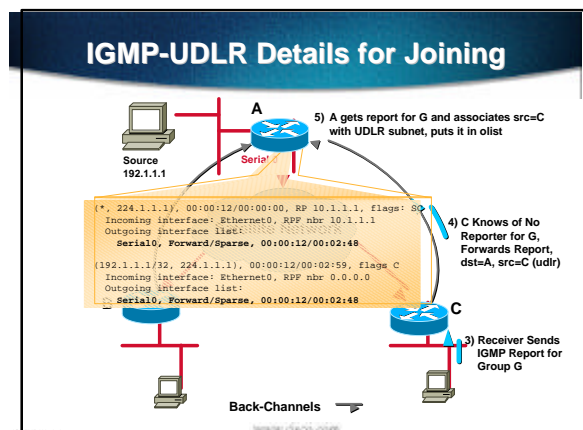 IGMP-UDLR Details for Joining
A
5) A gets report for G and associates src=C
with UDLR subnet, puts it in olist
Source
192.1.1.1
Serial 0
(*, 224.1.1.1), 00:00:12/00:00:00, RP 10.1.1.1, flags: SC
Incoming interface: Ethernet0, RPF nbr 10.1.1.1
Outgoing interface list:
Serial0, Forward/Sparse, 00:00:12/00:02:48
(192.1.1.1/32, 224.1.1.1), 00:00:12/00:02:59, flags C
Incoming interface: Ethernet0, RPF nbr 0.0.0.0
Outgoing interface list:
Serial0, Forward/Sparse, 00:00:12/00:02:48
4) C Knows of No
Reporter for G,
Forwards Report,
dst=A, src=C (udlr)
B
C
3) Receiver Sends
IGMP Report for
Group G
Back-Channels